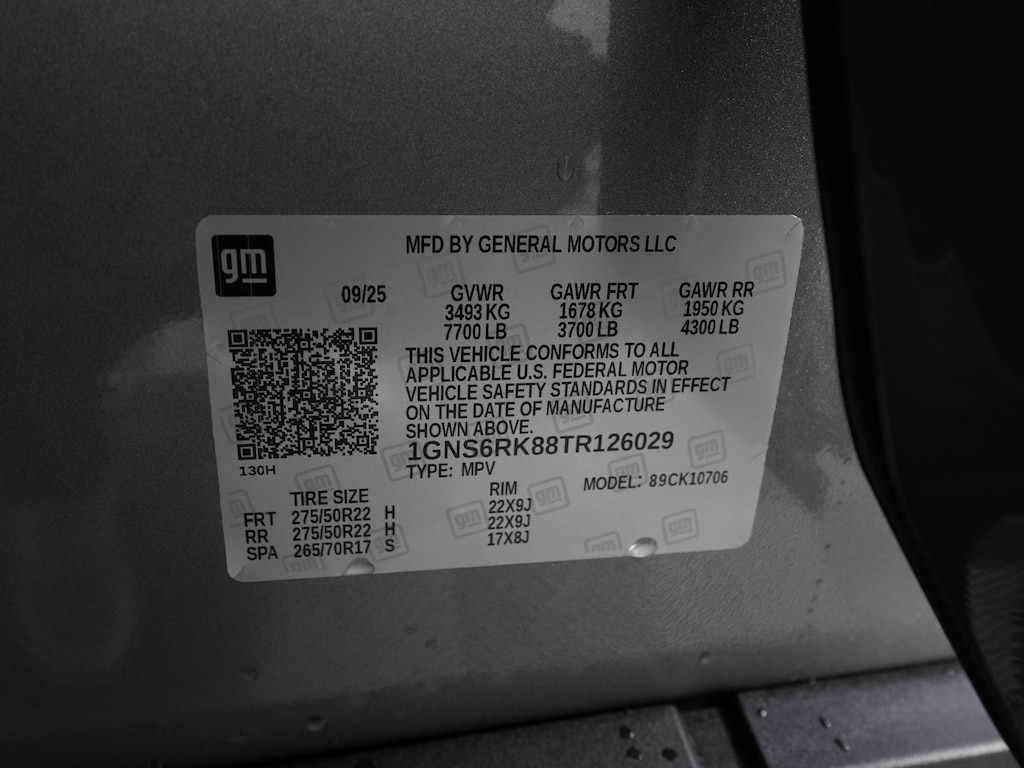 gm
MFD BY GENERAL MOTORS LLC
09/25 GVWR GAWR FRT GAWR RR
3493 KG 1678 KG 1950 KG
7700 LB 3700 LB 4300 LB
THIS VEHICLE CONFORMS TO ALL
APPLICABLE U.S. FEDERAL MOTOR
VEHICLE SAFETY STANDARDS IN EFFECT
ON THE DATE OF MANUFACTURE
SHOWN ABOVE.
1GNS6RK88TR126029
130H
TYPE: MPV
MODEL: 89CK10706
TIRE SIZE RIM
FRT 275/50R22 H 22X9J
RR 275/50R22 H 22X9J
SPA 265/70R17 S 17X8J